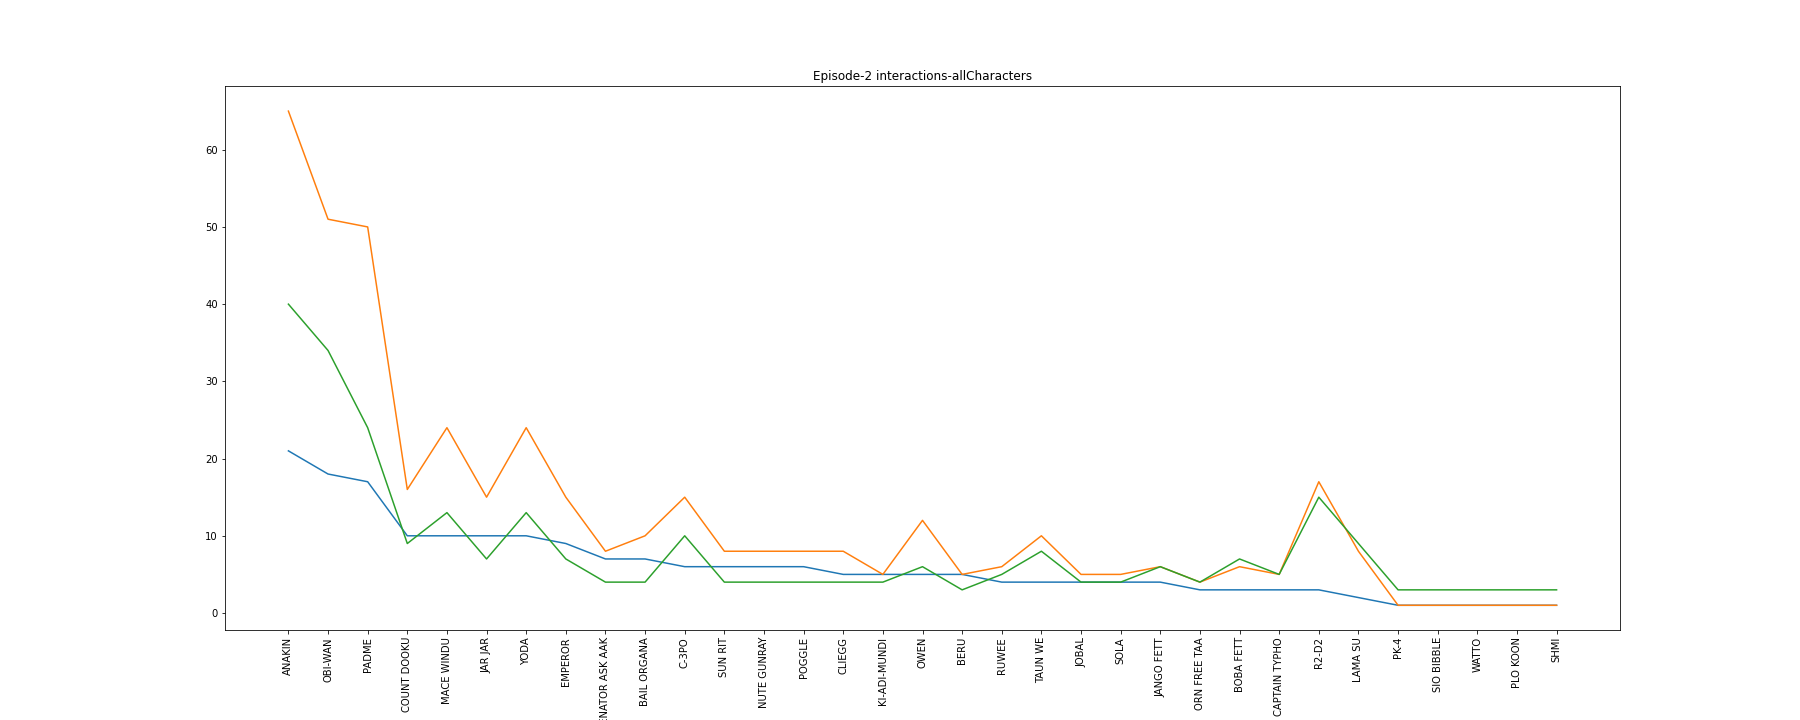 Episode-2 interactions-allCharacters
60
50
40
30
20
10
0
ANAKIN
OBI-WAN
PADME
COUNT DOOKU
MACE WINDU
JAR JAR
YODA
EMPEROR
ENATOR ASK AAK
BAIL ORGANA
C-3PO
SUN RIT
NUTE GUNRAY
POGGLE
CLIEGG
KI-ADI-MUNDI
OWEN
BERU
RUWEE
TAUN WE
JOBAL
SOLA
JANGO FETT
ORN FREE TAA
BOBA FETT
CAPTAIN TYPHO
R2-D2
LAMA SU
PK-4
SIO BIBBLE
WATTO
PLO KOON
SHMI